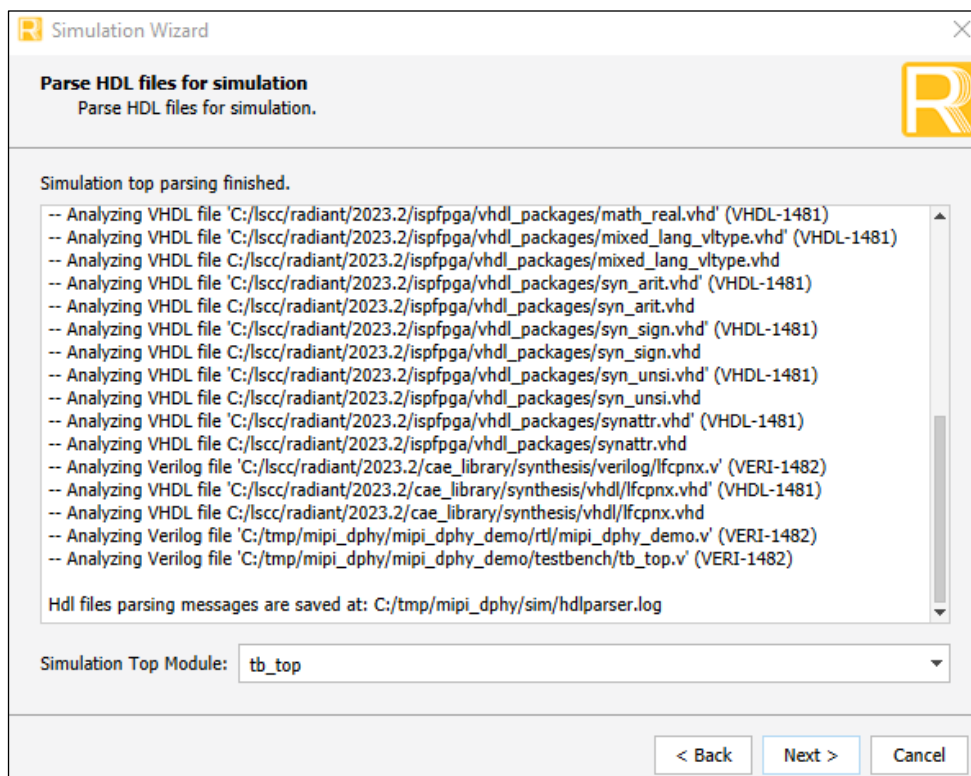 Simulation Wizard
Parse HDL files for simulation
Parse HDL files for simulation.
Simulation top parsing finished.
-- Analyzing VHDL file 'C:/lscc/radiant/2023.2/ispfpga/vhdl_packages/math_real.vhd' (VHDL-1481)
-- Analyzing VHDL file 'C:/lscc/radiant/2023.2/ispfpga/vhdl_packages/mixed_lang_vltype.vhd' (VHDL-1481)
-- Analyzing VHDL file C:/lscc/radiant/2023.2/ispfpga/vhdl_packages/mixed_lang_vltype.vhd
-- Analyzing VHDL file 'C:/lscc/radiant/2023.2/ispfpga/vhdl_packages/syn_arit.vhd' (VHDL-1481)
-- Analyzing VHDL file C:/lscc/radiant/2023.2/ispfpga/vhdl_packages/syn_arit.vhd
-- Analyzing VHDL file 'C:/lscc/radiant/2023.2/ispfpga/vhdl_packages/syn_sign.vhd' (VHDL-1481)
-- Analyzing VHDL file C:/lscc/radiant/2023.2/ispfpga/vhdl_packages/syn_sign.vhd
-- Analyzing VHDL file 'C:/lscc/radiant/2023.2/ispfpga/vhdl_packages/syn_unsi.vhd' (VHDL-1481)
-- Analyzing VHDL file C:/lscc/radiant/2023.2/ispfpga/vhdl_packages/syn_unsi.vhd
-- Analyzing VHDL file 'C:/lscc/radiant/2023.2/ispfpga/vhdl_packages/synattr.vhd' (VHDL-1481)
-- Analyzing VHDL file C:/lscc/radiant/2023.2/ispfpga/vhdl_packages/synattr.vhd
-- Analyzing Verilog file 'C:/lscc/radiant/2023.2/cae_library/synthesis/verilog/lfcpnx.v' (VERI-1482)
-- Analyzing VHDL file 'C:/lscc/radiant/2023.2/cae_library/synthesis/vhdl/lfcpnx.vhd' (VHDL-1481)
-- Analyzing VHDL file C:/lscc/radiant/2023.2/cae_library/synthesis/vhdl/lfcpnx.vhd
-- Analyzing Verilog file 'C:/tmp/mipi_dphy/mipi_dphy_demo/rtl/mipi_dphy_demo.v' (VERI-1482)
-- Analyzing Verilog file 'C:/tmp/mipi_dphy/mipi_dphy_demo/testbench/tb_top.v' (VERI-1482)
Hdl files parsing messages are saved at: C:/tmp/mipi_dphy/sim/hdlparser.log
Simulation Top Module: tb_top
< Back Next > Cancel